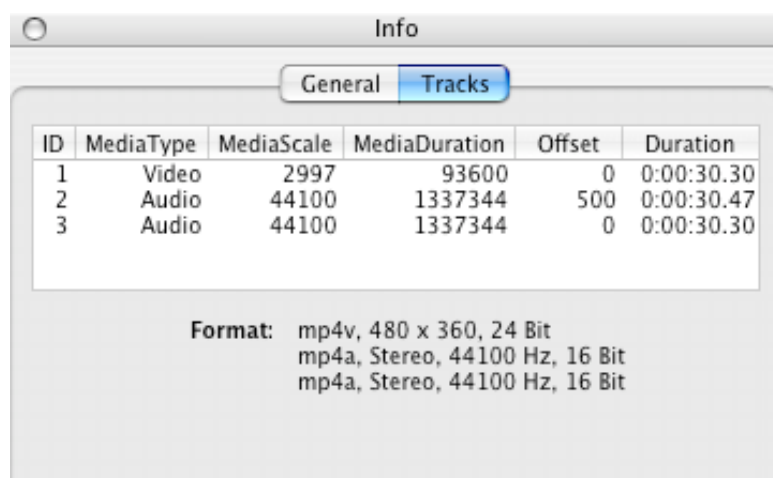 Info
General Tracks
ID MediaType MediaScale MediaDuration Offset Duration
1 Video 2997 93600 0 0:00:30.30
2 Audio 44100 1337344 500 0:00:30.47
3 Audio 44100 1337344 0 0:00:30.30
Format: mp4v, 480 x 360, 24 Bit
mp4a, Stereo, 44100 Hz, 16 Bit
mp4a, Stereo, 44100 Hz, 16 Bit